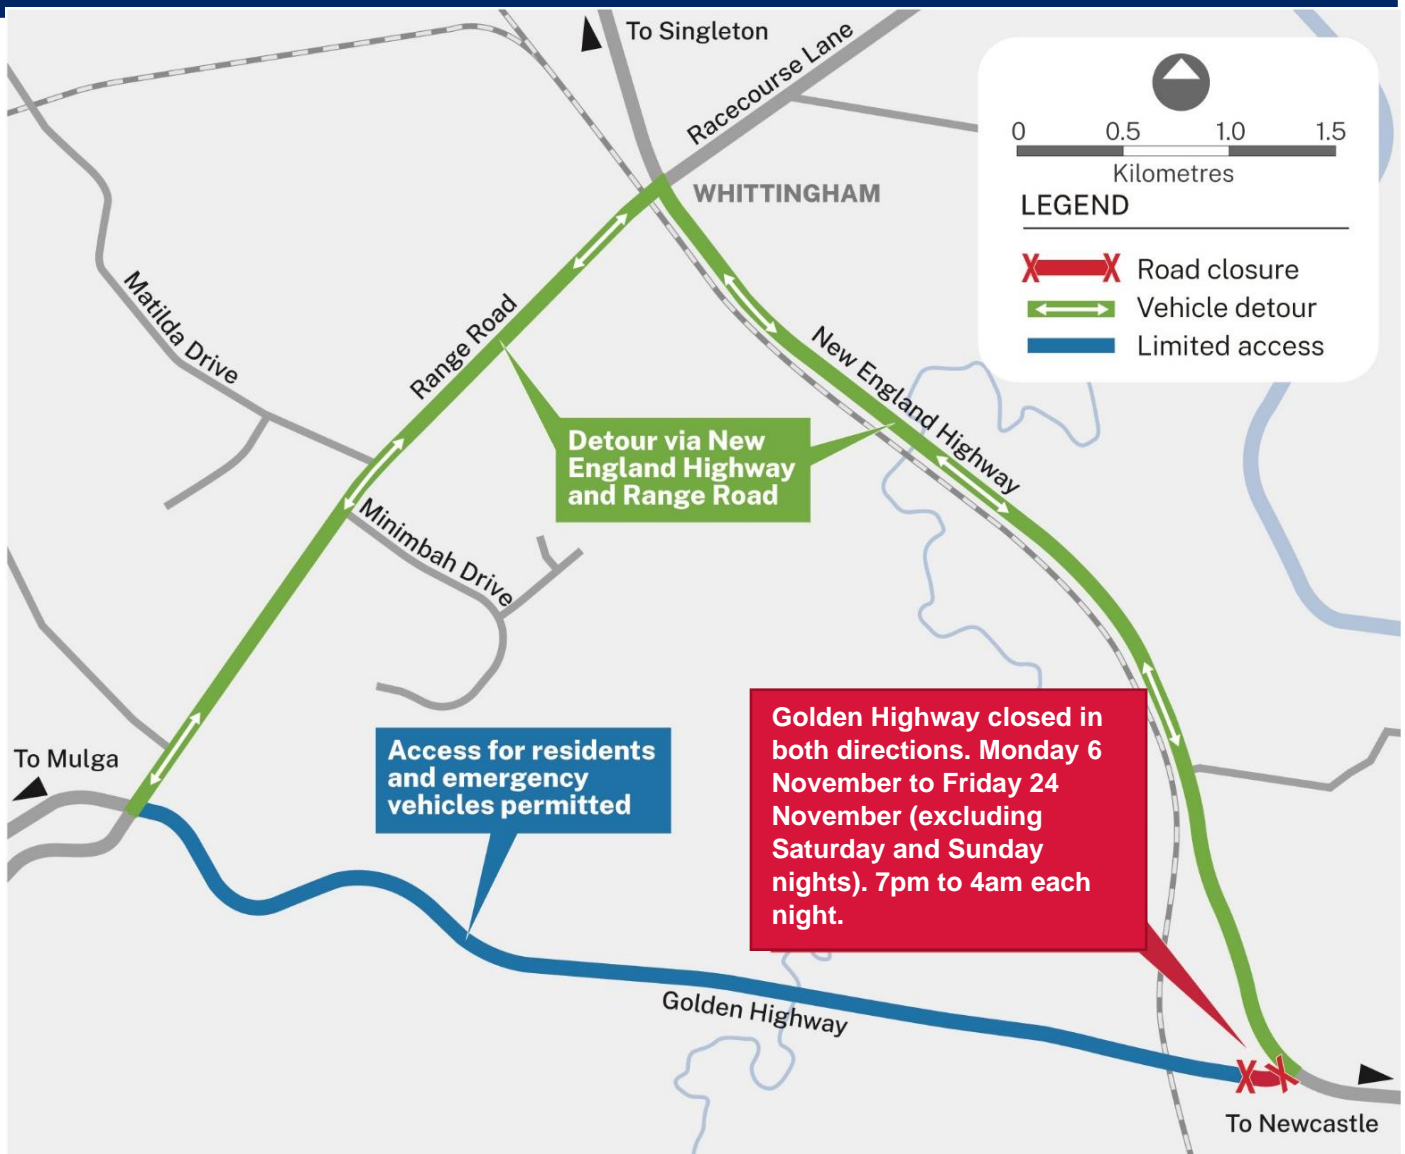 To Singleton
Racecourse Lane
0 0.5 1.0 1.5
Kilometres
LEGEND
Road closure
Vehicle detour
Limited access
WHITTINGHAM
Matilda Drive
Range Road
New England Highway
Detour via New
England Highway
and Range Road
Minimbah Drive
To Mulga
Access for residents
and emergency
vehicles permitted
Golden Highway closed in
both directions. Monday 6
November to Friday 24
November (excluding
Saturday and Sunday
nights). 7pm to 4am each
night.
Golden Highway
To Newcastle